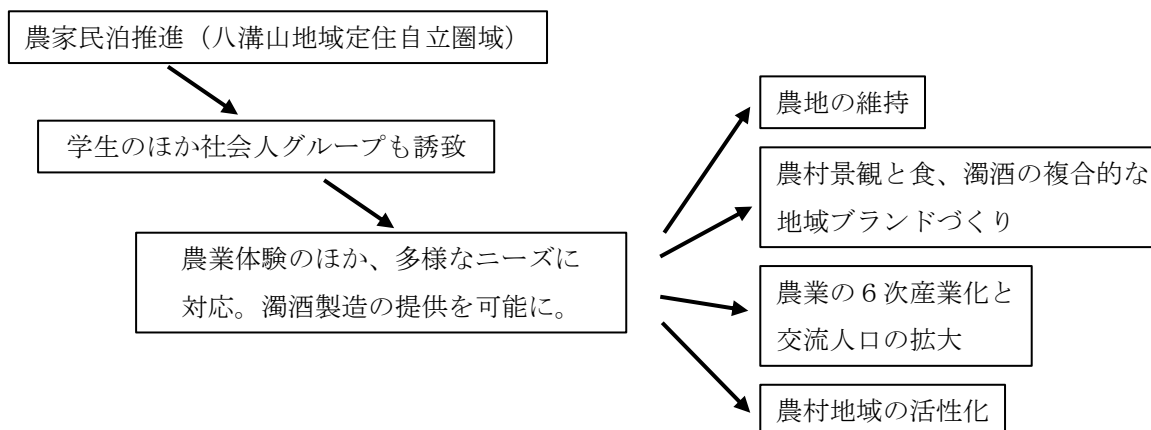 農家民泊推進（八溝山地域定住自立圏域）
学生のほか社会人グループも誘致
農業体験のほか、多様なニーズに
対応。濁酒製造の提供を可能に。
農地の維持
農村景観と食、濁酒の複合的な
地域ブランドづくり
農業の６次産業化と
交流人口の拡大
農村地域の活性化